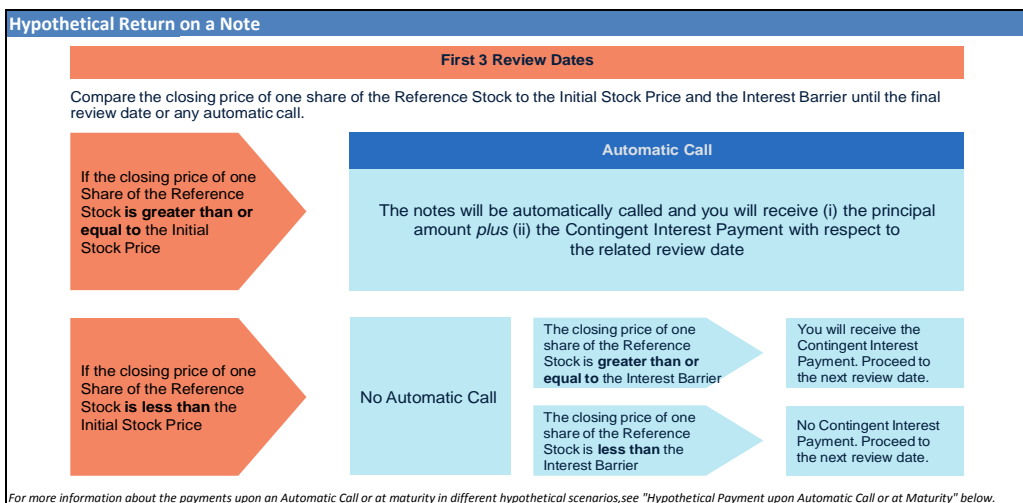 Hypothetical Return on a Note
First 3 Review Dates
Compare the closing price of one share of the Reference Stock to the Initial Stock Price and the Interest Barrier until the final
review date or any automatic call.
If the closing price of one
Share of the Reference
Stock is greater than or
equal to the Initial
Stock Price
Automatic Call
The notes will be automatically called and you will receive (i) the principal
amount plus (ii) the Contingent Interest Payment with respect to
the related review date
If the closing price of one
Share of the Reference
Stock is less than the
Initial Stock Price
No Automatic Call
The closing price of one
share of the Reference
Stock is greater than or
equal to the Interest Barrier
You will receive the
Contingent Interest
Payment. Proceed to
the next review date.
The closing price of one
share of the Reference
Stock is less than the
Interest Barrier
No Contingent Interest
Payment. Proceed to
the next review date.
For more information about the payments upon an Automatic Call or at maturity in different hypothetical scenarios,see "Hypothetical Payment upon Automatic Call or at Maturity" below.